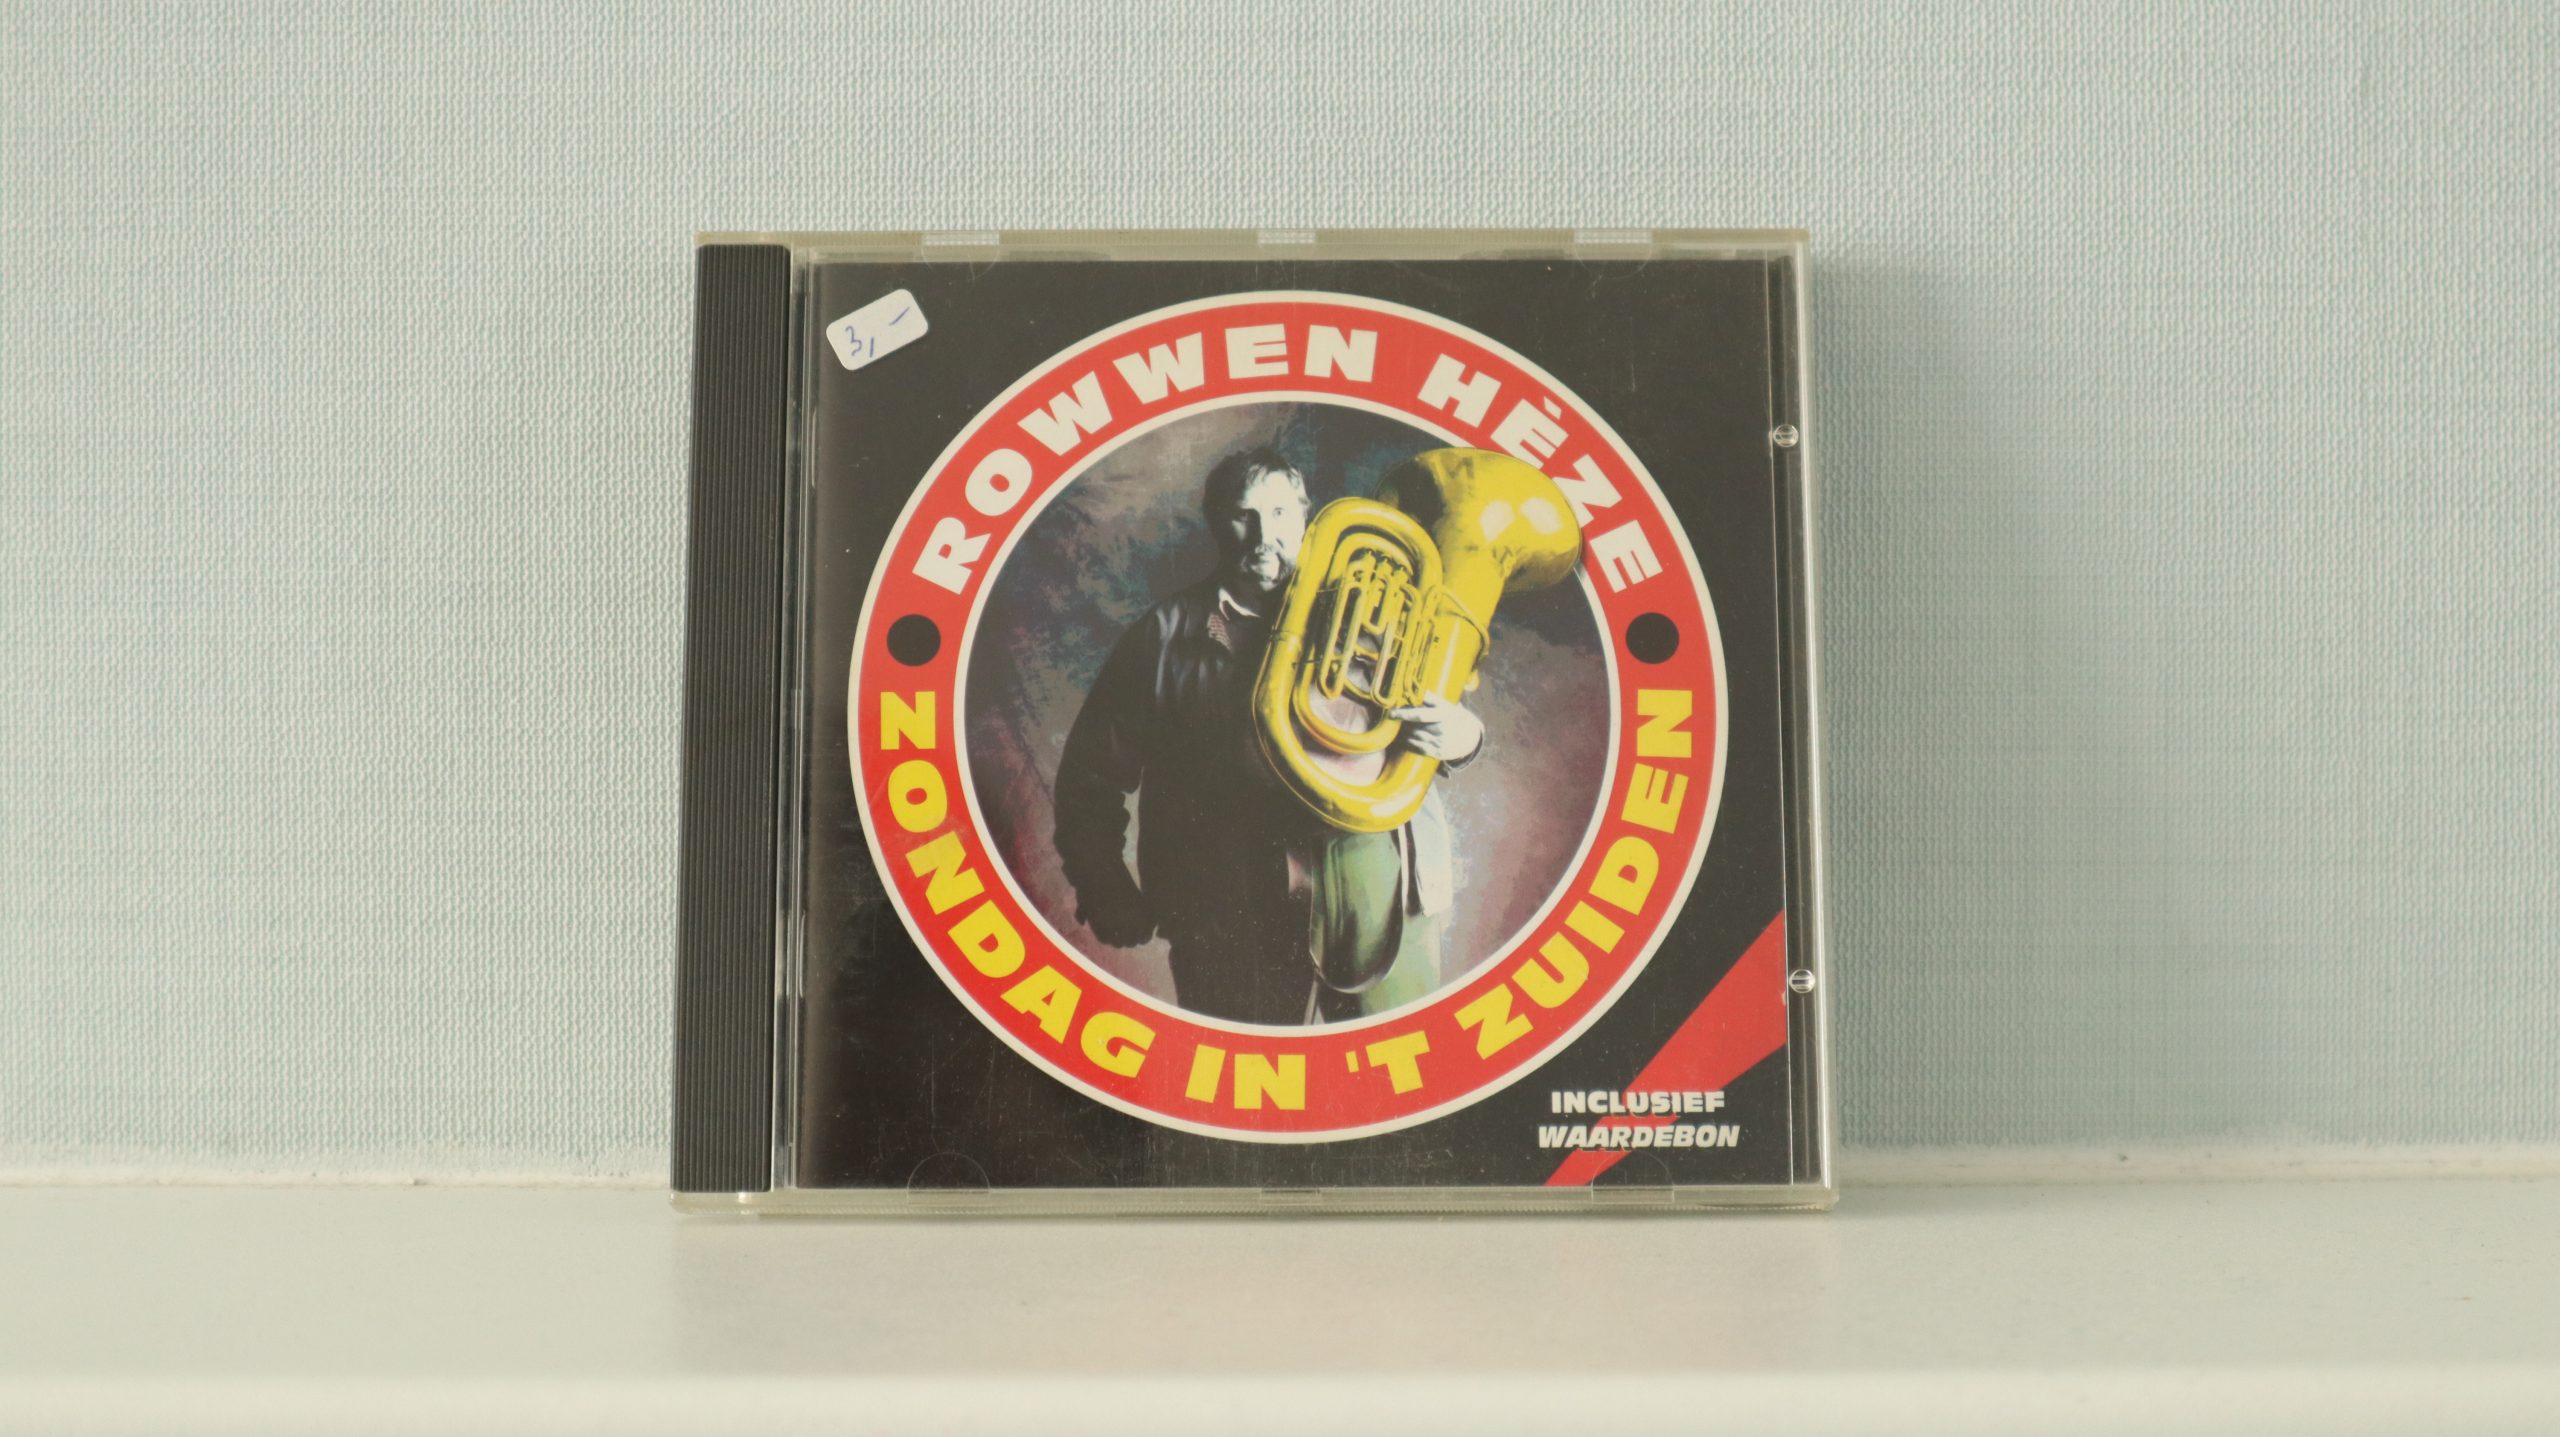 3,-
ROWWEN HÈZE
ZONDAG IN 'T ZUIDEN
INCLUSIEF
WAARDEBON